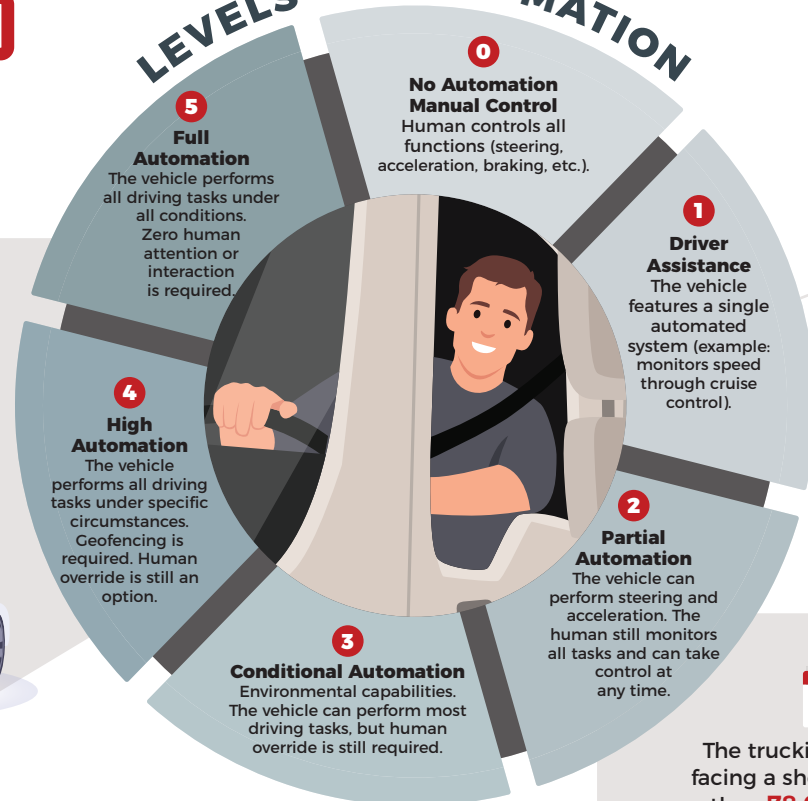 LEVELS
0
No Automation
Manual Control
Human controls all
functions (steering,
acceleration, braking, etc.).
1
Driver
Assistance
The vehicle
features a single
automated
system (example:
monitors speed
through cruise
control).
2
Partial
Automation
The vehicle can
perform steering and
acceleration. The
human still monitors
all tasks and can take
control at
any time.
3
Conditional Automation
Environmental capabilities.
The vehicle can perform most
driving tasks, but human
override is still required.
4
High
Automation
The vehicle
performs all driving
tasks under specific
circumstances.
Geofencing is
required. Human
override is still an
option.
5
Full
Automation
The vehicle performs
all driving tasks under
all conditions.
Zero human
attention or
interaction
is required.
The
facing a